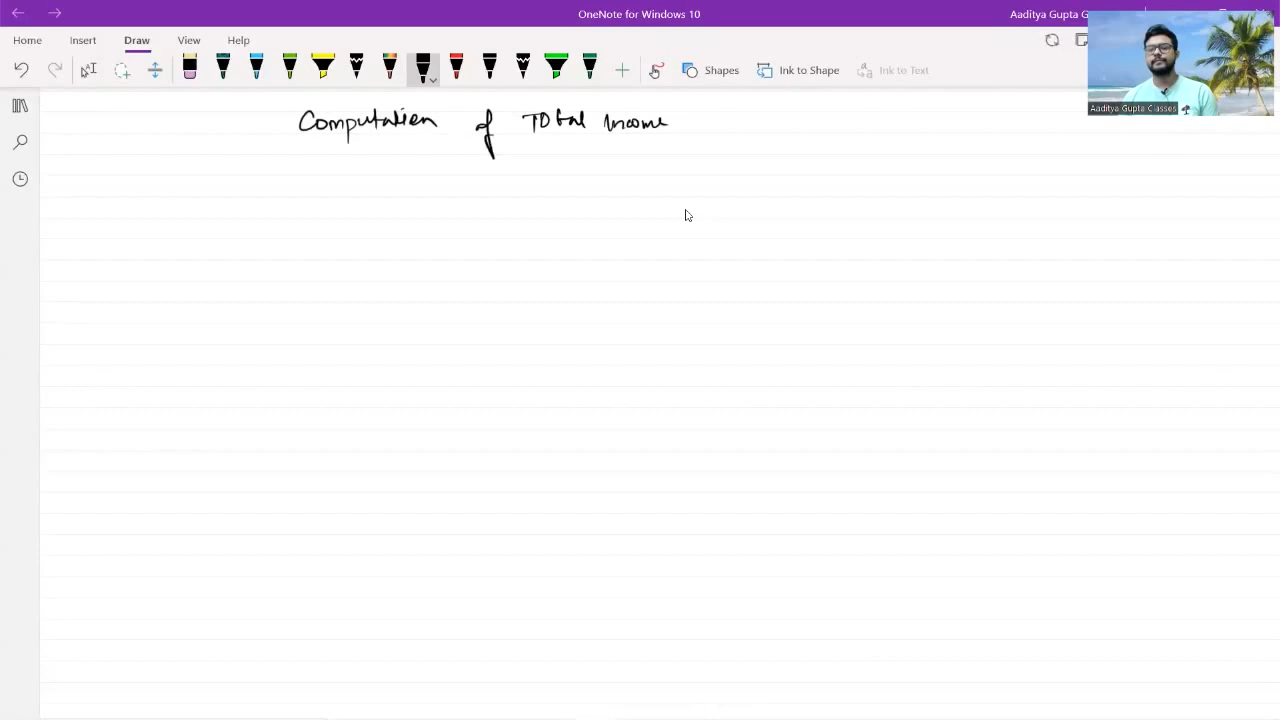 OneNote for Windows 10
Aaditya Gupta G
Home Insert Draw View Help
Shapes Ink to Shape Ink to Text
Aaditya Gupta Classes
Computation of Total Income